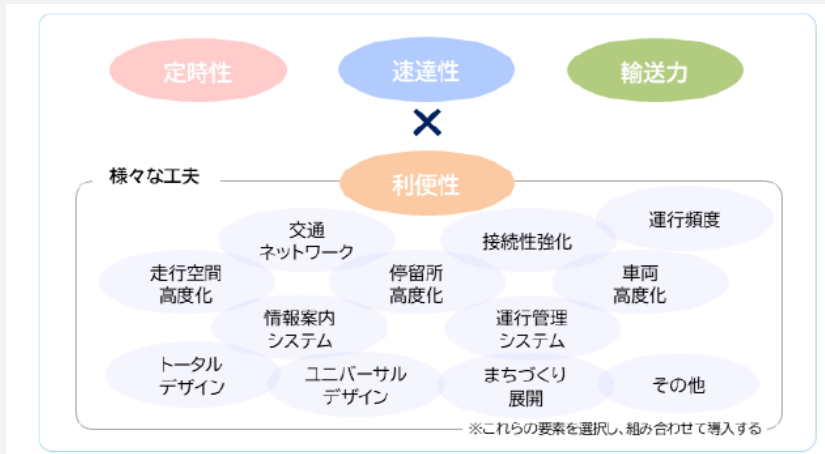 定時性
速達性
輸送力
×
利便性
様々な工夫
運行頻度
交通
ネットワーク
接続性強化
走行空間
高度化
停留所
高度化
車両
高度化
情報案内
システム
運行管理
システム
トータル
デザイン
ユニバーサル
デザイン
まちづくり
展開
その他
※これらの要素を選択し、組み合わせて導入する